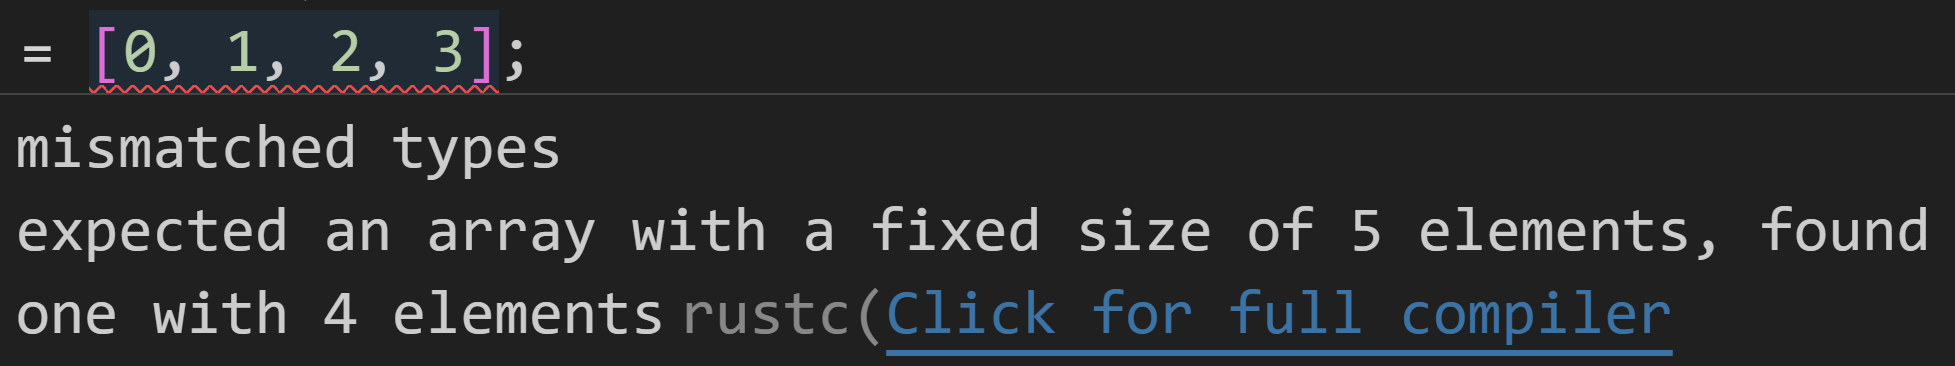 = [0, 1, 2, 3];
mismatched types
expected an array with a fixed size of 5 elements, found
one with 4 elements rustc(Click for full compiler